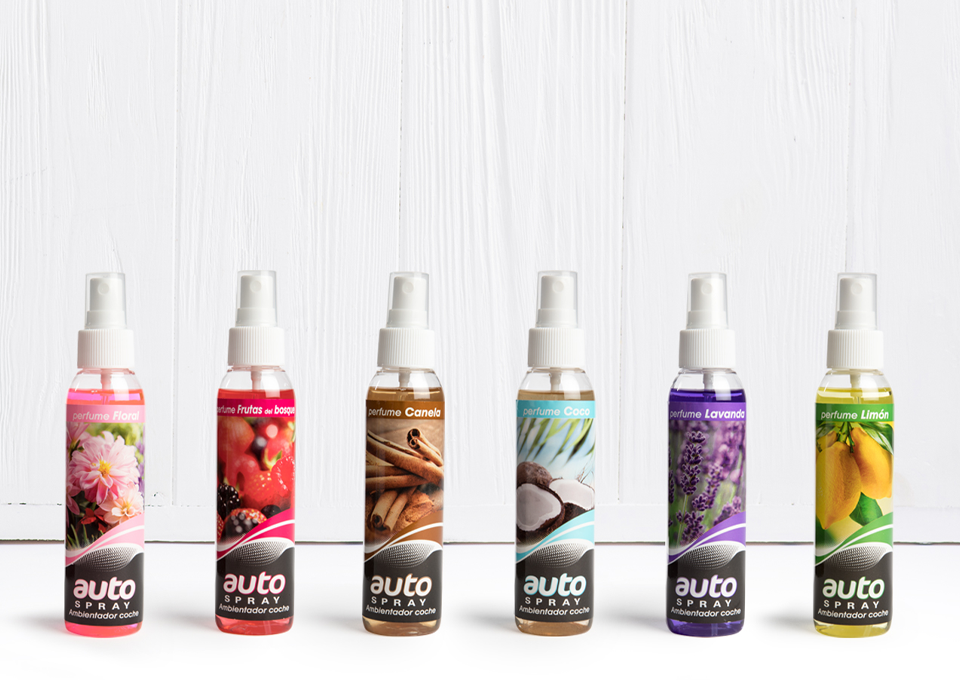 perfume Floral
auto
SPRAY
Ambientador coche
perfume Frutas del bosque
auto
SPRAY
Ambientador coche
perfume Canela
auto
SPRAY
Ambientador coche
perfume Coco
auto
SPRAY
Ambientador coche
perfume Lavanda
auto
SPRAY
Ambientador coche
perfume Limón
auto
SPRAY
Ambientador coche